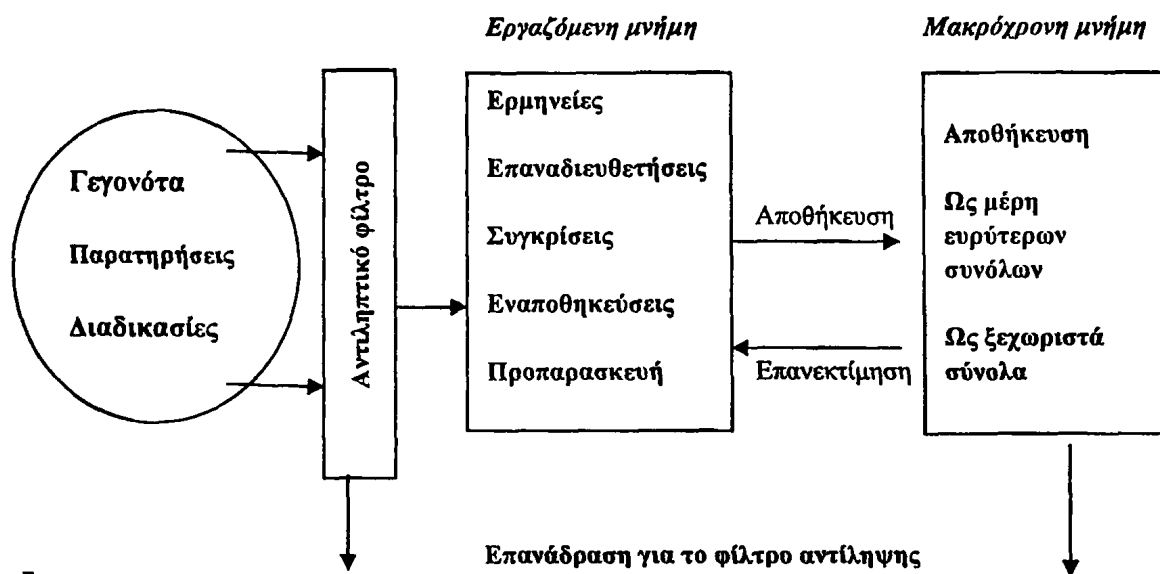 Εργαζόμενη μνήμη
Μακρόχρονη μνήμη
Γεγονότα
Παρατηρήσεις
Διαδικασίες
Αντιληπτικό φίλτρο
Ερμηνείες
Επαναδιευθετήσεις
Συγκρίσεις
Εναποθηκεύσεις
Προπαρασκευή
Αποθήκευση
Επανεκτίμηση
Αποθήκευση
Ως μέρη
ευρύτερων
συνόλων
Ως ξεχωριστά
σύνολα
Επανάδραση για το φίλτρο αντίληψης